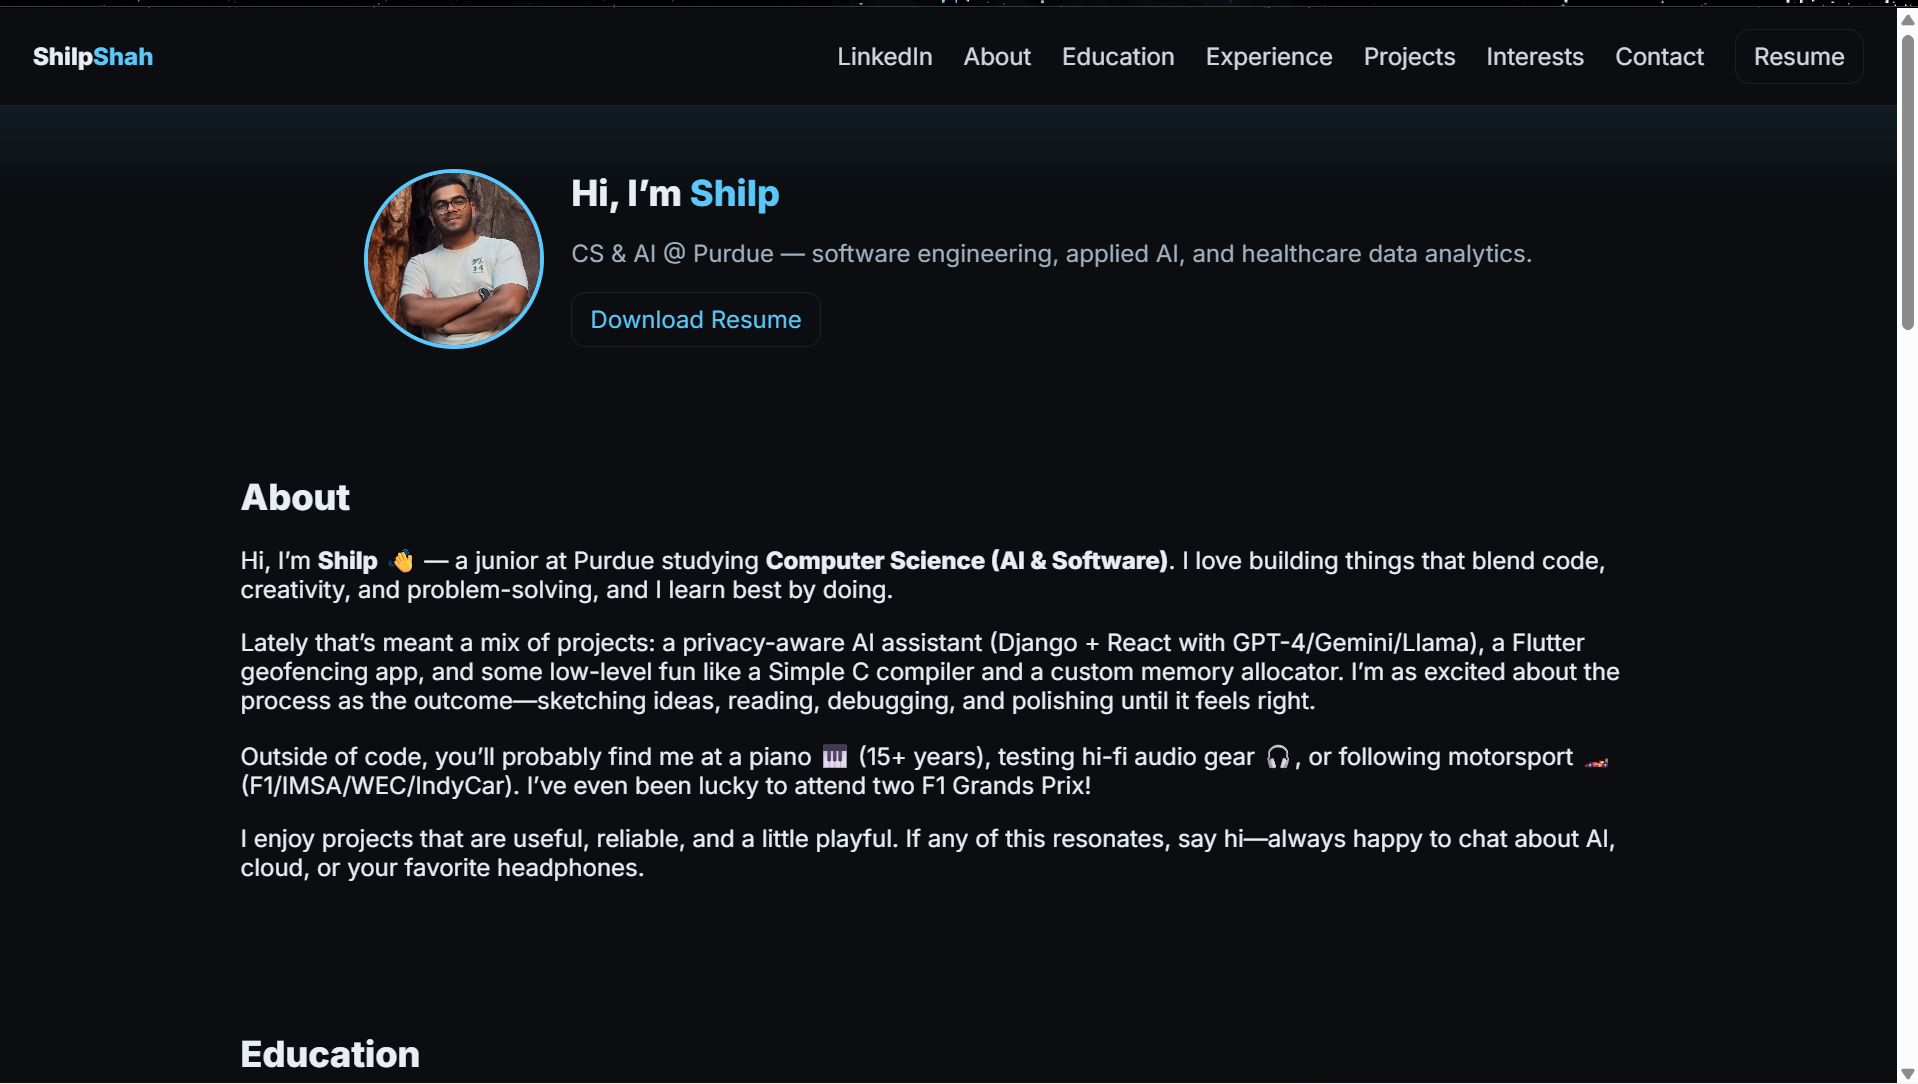 ShilpShah
LinkedIn About Education Experience Projects Interests Contact Resume
Hi, I’m Shilp
CS & AI @ Purdue — software engineering, applied AI, and healthcare data analytics.
Download Resume
About
Hi, I’m Shilp 👋 — a junior at Purdue studying Computer Science (AI & Software). I love building things that blend code,
creativity, and problem-solving, and I learn best by doing.
Lately that’s meant a mix of projects: a privacy-aware AI assistant (Django + React with GPT-4/Gemini/Llama), a Flutter
geofencing app, and some low-level fun like a Simple C compiler and a custom memory allocator. I’m as excited about the
process as the outcome—sketching ideas, reading, debugging, and polishing until it feels right.
Outside of code, you’ll probably find me at a piano 🎹 (15+ years), testing hi-fi audio gear 🎧, or following motorsport 🏎️
(F1/IMSA/WEC/IndyCar). I’ve even been lucky to attend two F1 Grands Prix!
I enjoy projects that are useful, reliable, and a little playful. If any of this resonates, say hi—always happy to chat about AI,
cloud, or your favorite headphones.
Education